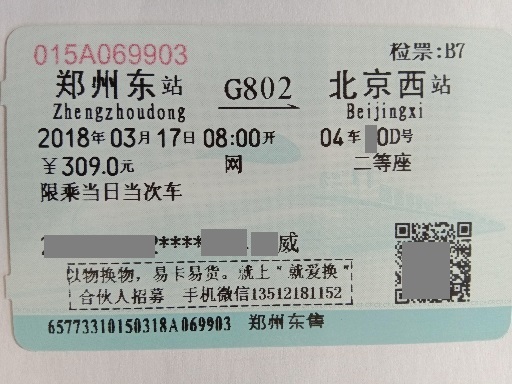 015A069903 检票:B7
郑州东站 G802 北京西站
Zhengzhoudong Beijingxi
2018年03月17日08:00开 04车 0D号
￥309.0元 网 二等座
限乘当日当次车
2 ****威
以物换物，易卡易货。就上“就爱换”
合伙人招募 手机微信13512181152
65773310150318A069903 郑州东售